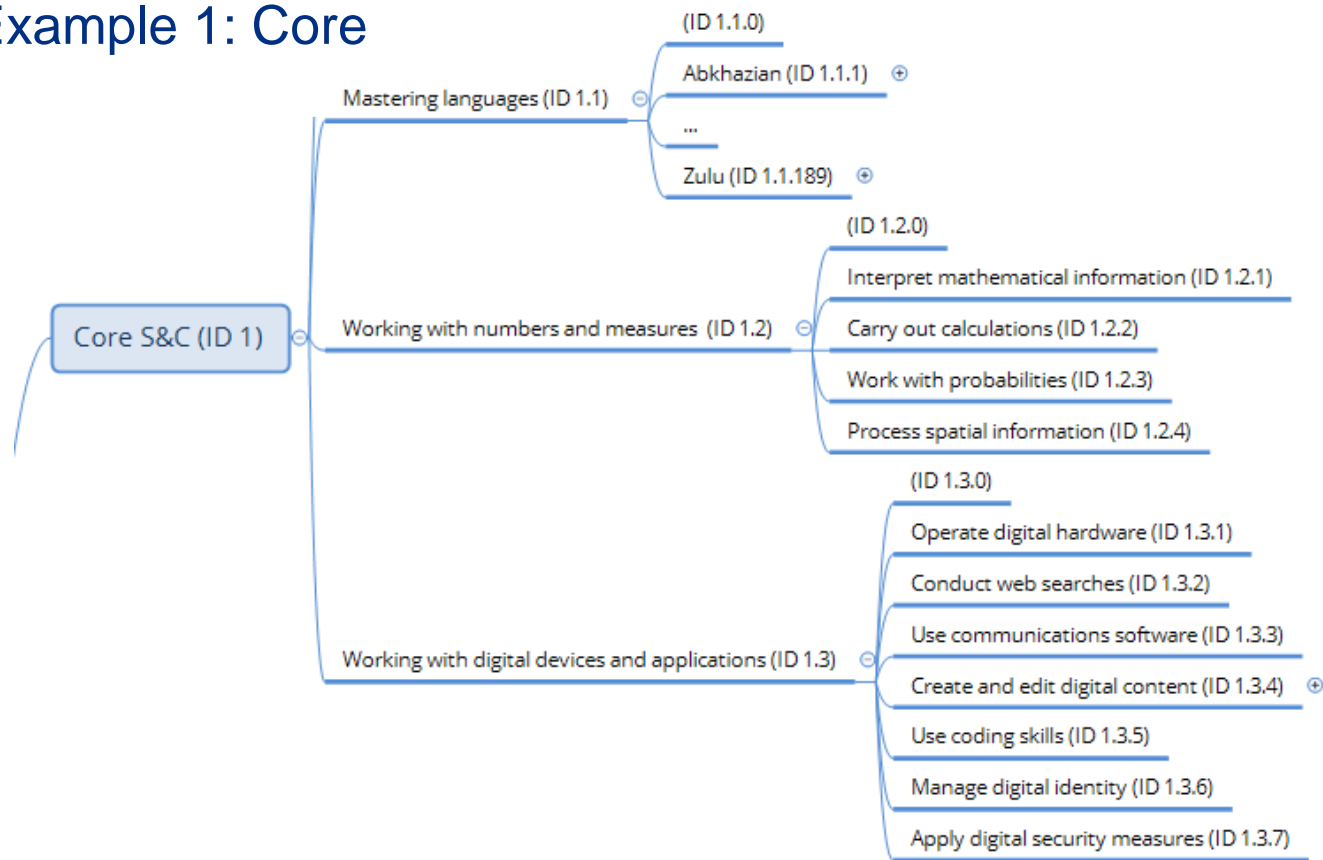 Example 1: Core
(ID 1.1.0)
Abkhazian (ID 1.1.1)
Mastering languages (ID 1.1)
...
Zulu (ID 1.1.189)
(ID 1.2.0)
Interpret mathematical information (ID 1.2.1)
Core S&C (ID 1)
Working with numbers and measures (ID 1.2)
Carry out calculations (ID 1.2.2)
Work with probabilities (ID 1.2.3)
Process spatial information (ID 1.2.4)
(ID 1.3.0)
Operate digital hardware (ID 1.3.1)
Conduct web searches (ID 1.3.2)
Use communications software (ID 1.3.3)
Working with digital devices and applications (ID 1.3)
Create and edit digital content (ID 1.3.4)
Use coding skills (ID 1.3.5)
Manage digital identity (ID 1.3.6)
Apply digital security measures (ID 1.3.7)